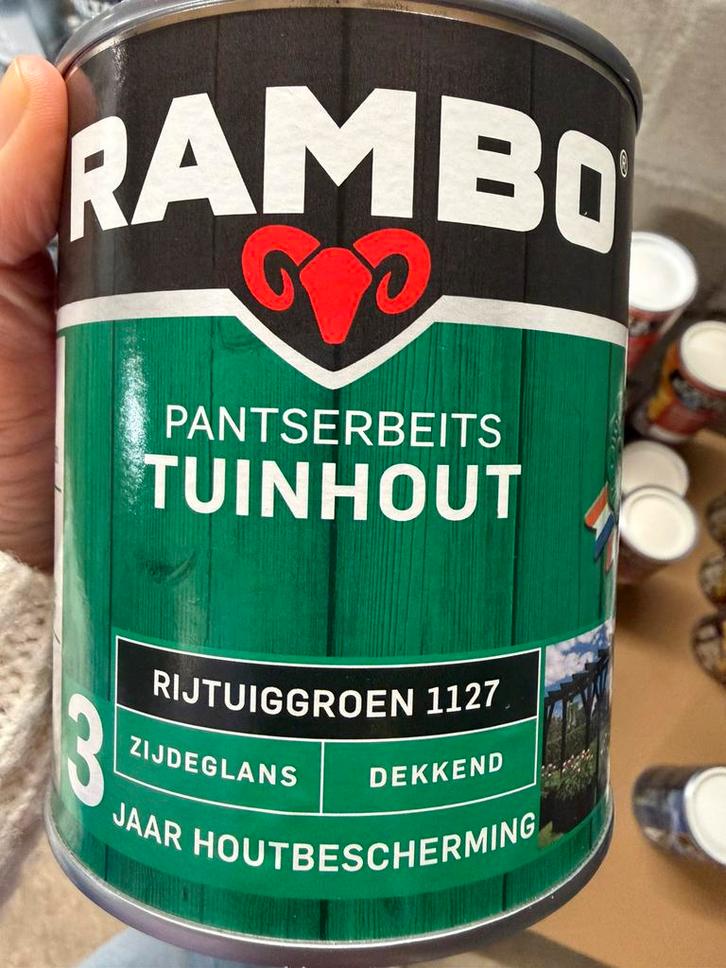 RAMBO®
PANTSERBEITS
TUINHOUT
RIJTUIGGROEN 1127
ZIJDEGLANS
DEKKEND
3
JAAR HOUTBESCHERMING